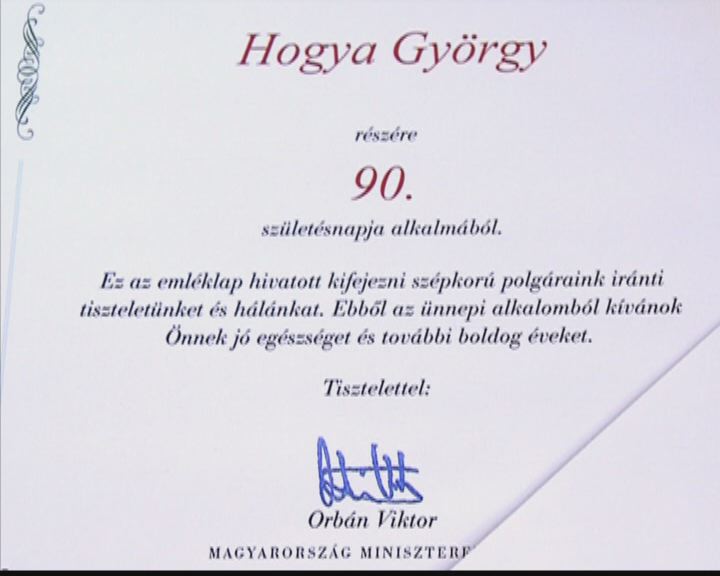 Hogya György
részére
90.
születésnapja alkalmából.
Ez az emléklap hivatott kifejezni szépkorú polgáraink iránti
tiszteletünket és hálánkat. Ebből az ünnepi alkalomból kívánok
Önnek jó egészséget és további boldog éveket.
Tisztelettel:
Orbán Viktor
MAGYARORSZÁG MINISZTERE